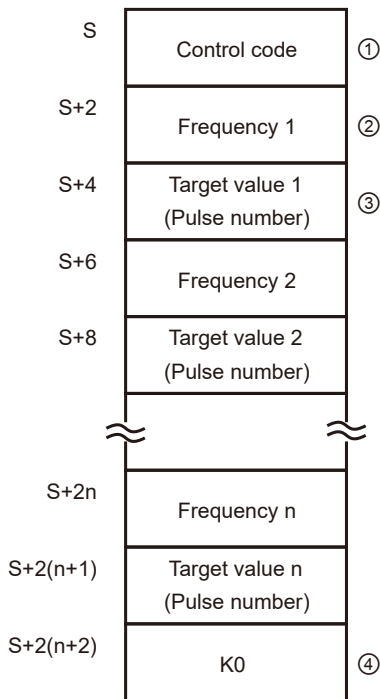 S
Control code
①
S+2
Frequency 1
②
S+4
Target value 1
(Pulse number)
③
S+6
Frequency 2
S+8
Target value 2
(Pulse number)
S+2n
Frequency n
S+2(n+1)
Target value n
(Pulse number)
S+2(n+2)
K0
④